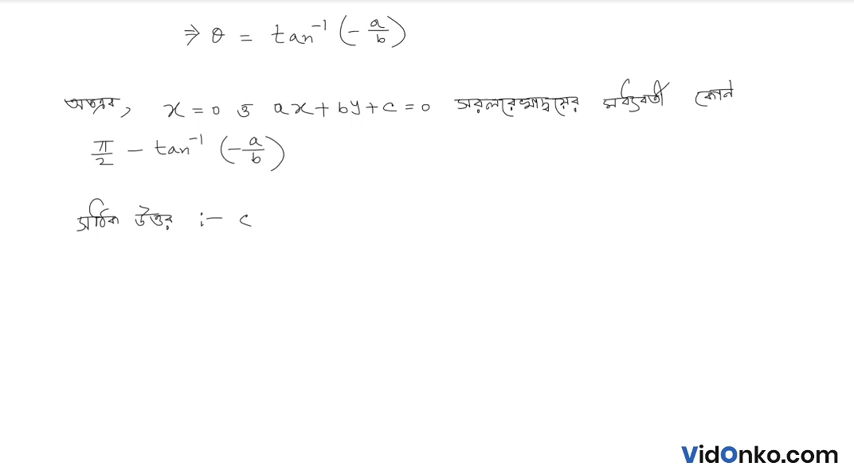 ⇒ θ = tan⁻¹ (−a/b)
অতএব, x = 0 ও ax + by + c = 0 সরলরেখাদ্বয়ের মধ্যবর্তী কোন
π/2 − tan⁻¹ (−a/b)
সঠিক উত্তর :− c
VidOnko.com